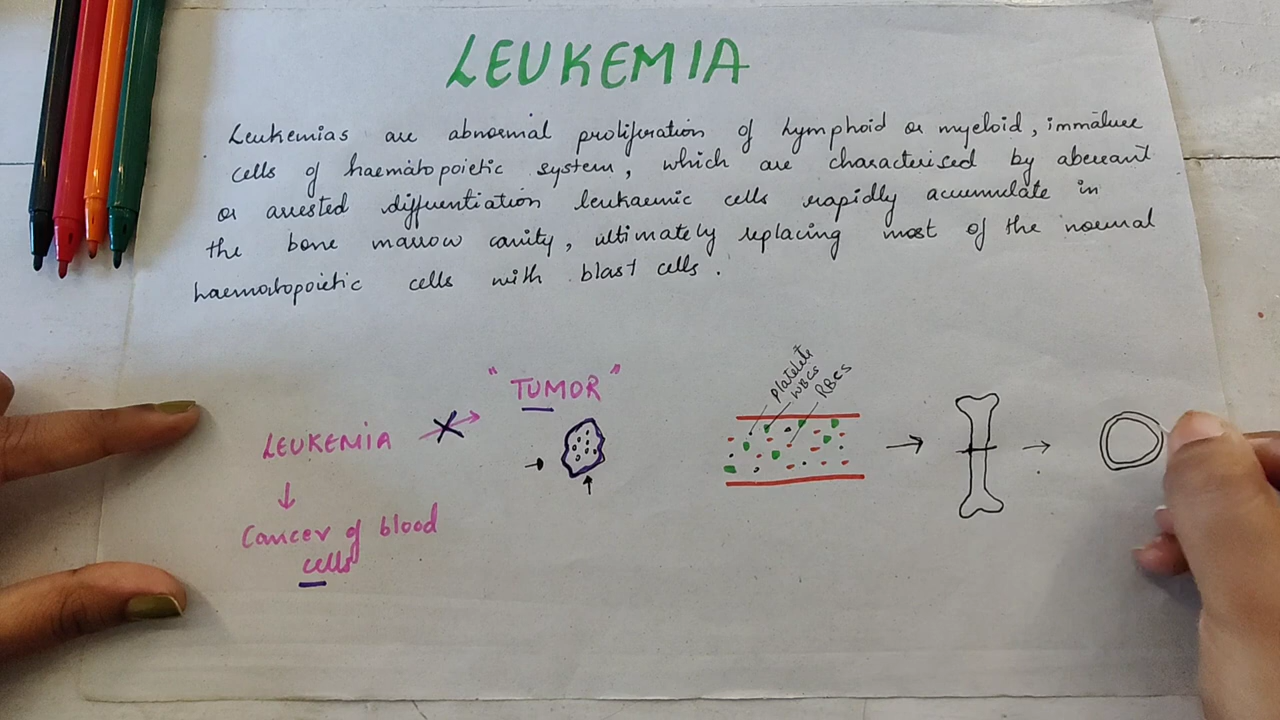 LEUKEMIA
Leukemias are abnormal proliferation of lymphoid or myeloid, immature
cells of haematopoietic system, which are characterised by aberrant
or arrested differentiation leukaemic cells rapidly accumulate in
the bone marrow cavity, ultimately replacing most of the normal
haematopoietic cells with blast cells.
"TUMOR"
LEUKEMIA
Cancer of blood
cells
Platelets
WBCs
RBCs